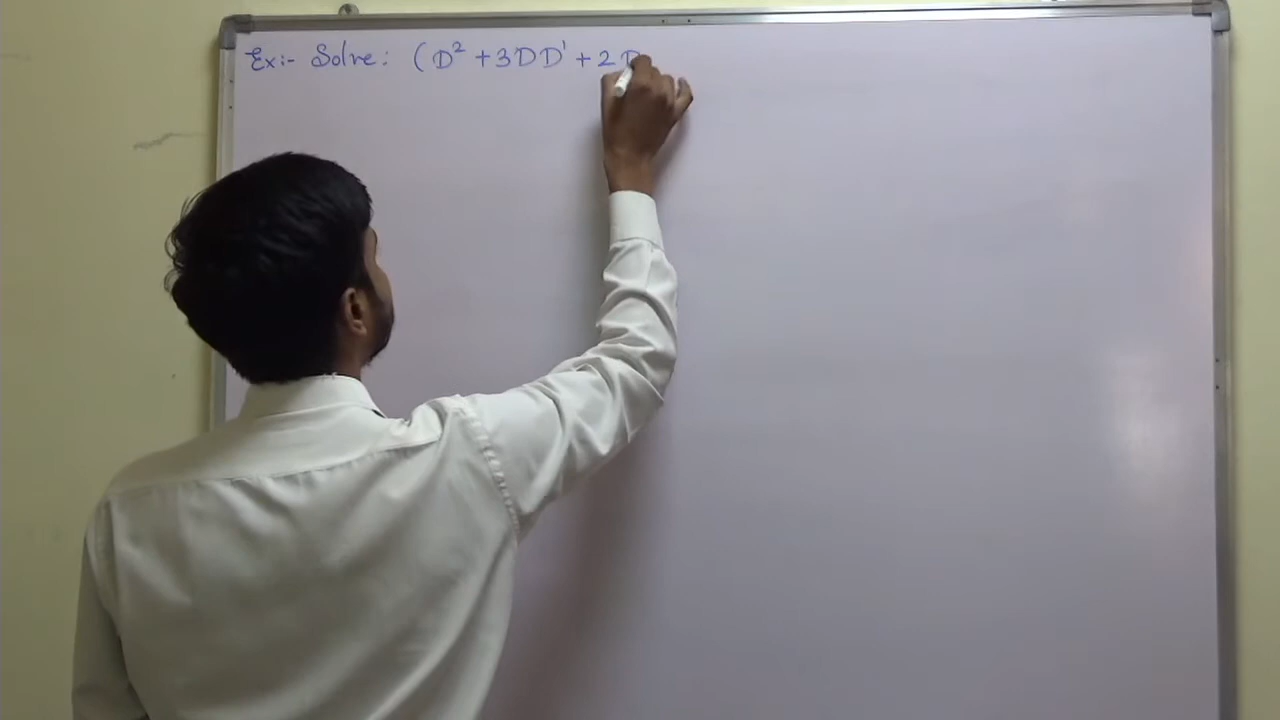 Ex:- Solve: (D² + 3DD' + 2D